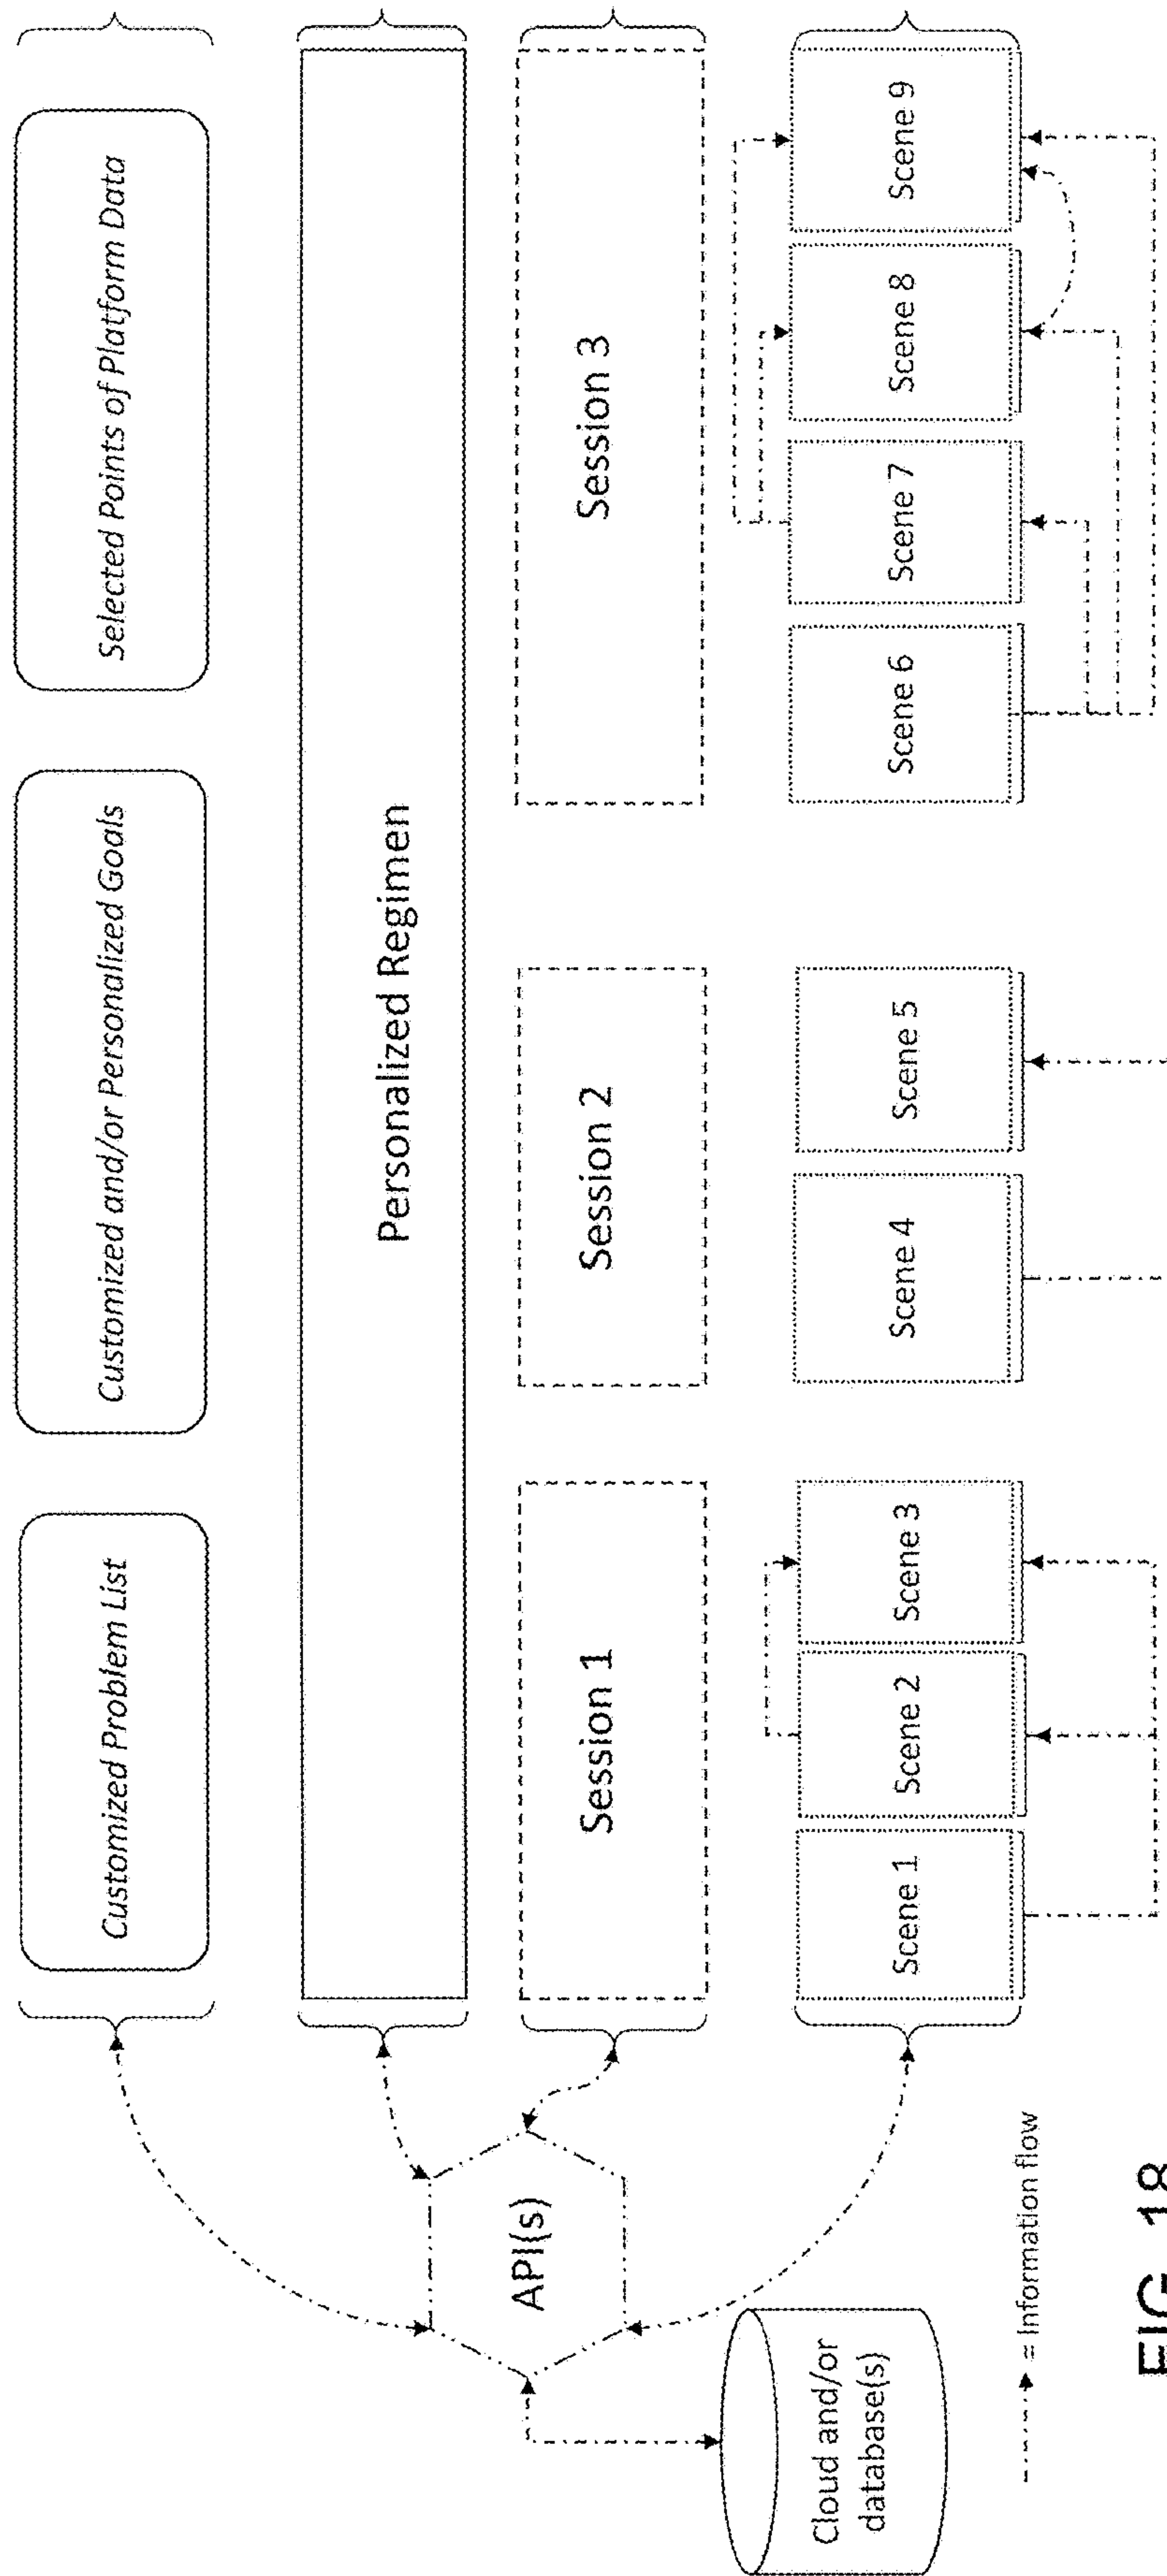 Customized Problem List
Customized and/or Personalized Goals
Selected Points of Platform Data
Personalized Regimen
Session 1
Session 2
Session 3
Scene 1
Scene 2
Scene 3
Scene 4
Scene 5
Scene 6
Scene 7
Scene 8
Scene 9
API(s)
Cloud and/or
database(s)
= Information flow
FIG. 18